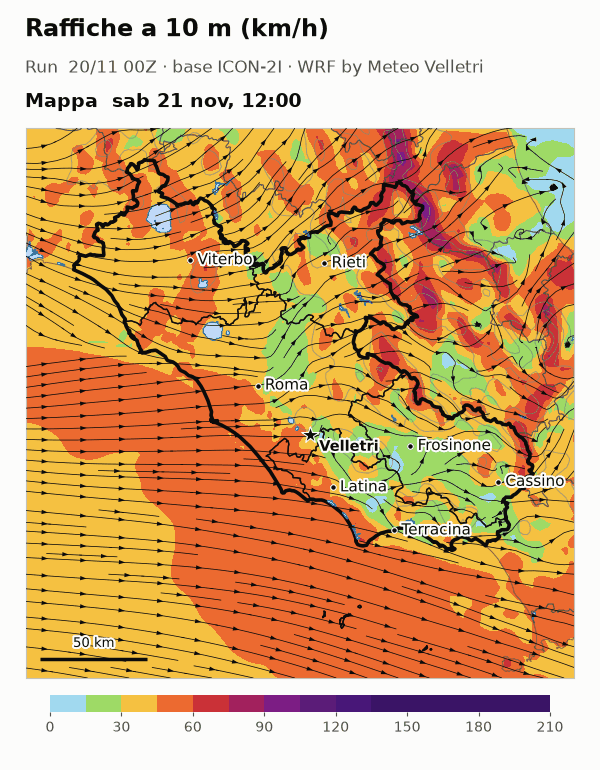 Raffiche a 10 m (km/h)
Run  20/11 00Z · base ICON-2I · WRF by Meteo Velletri
Mappa  sab 21 nov, 12:00
Viterbo
Rieti
Roma
Velletri
Frosinone
Cassino
Latina
Terracina
50 km
0 30 60 90 120 150 180 210